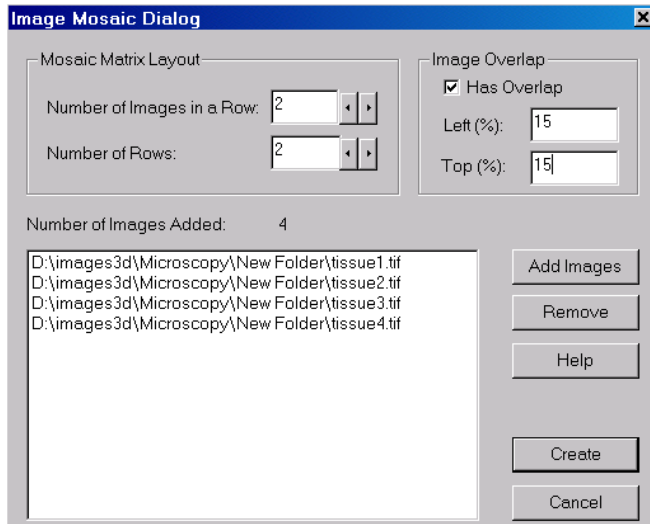 Image Mosaic Dialog
Mosaic Matrix Layout
Number of Images in a Row: 2
Number of Rows: 2
Image Overlap
Has Overlap
Left (%): 15
Top (%): 15
Number of Images Added: 4
D:\images3d\Microscopy\New Folder\tissue1.tif
D:\images3d\Microscopy\New Folder\tissue2.tif
D:\images3d\Microscopy\New Folder\tissue3.tif
D:\images3d\Microscopy\New Folder\tissue4.tif
Add Images
Remove
Help
Create
Cancel